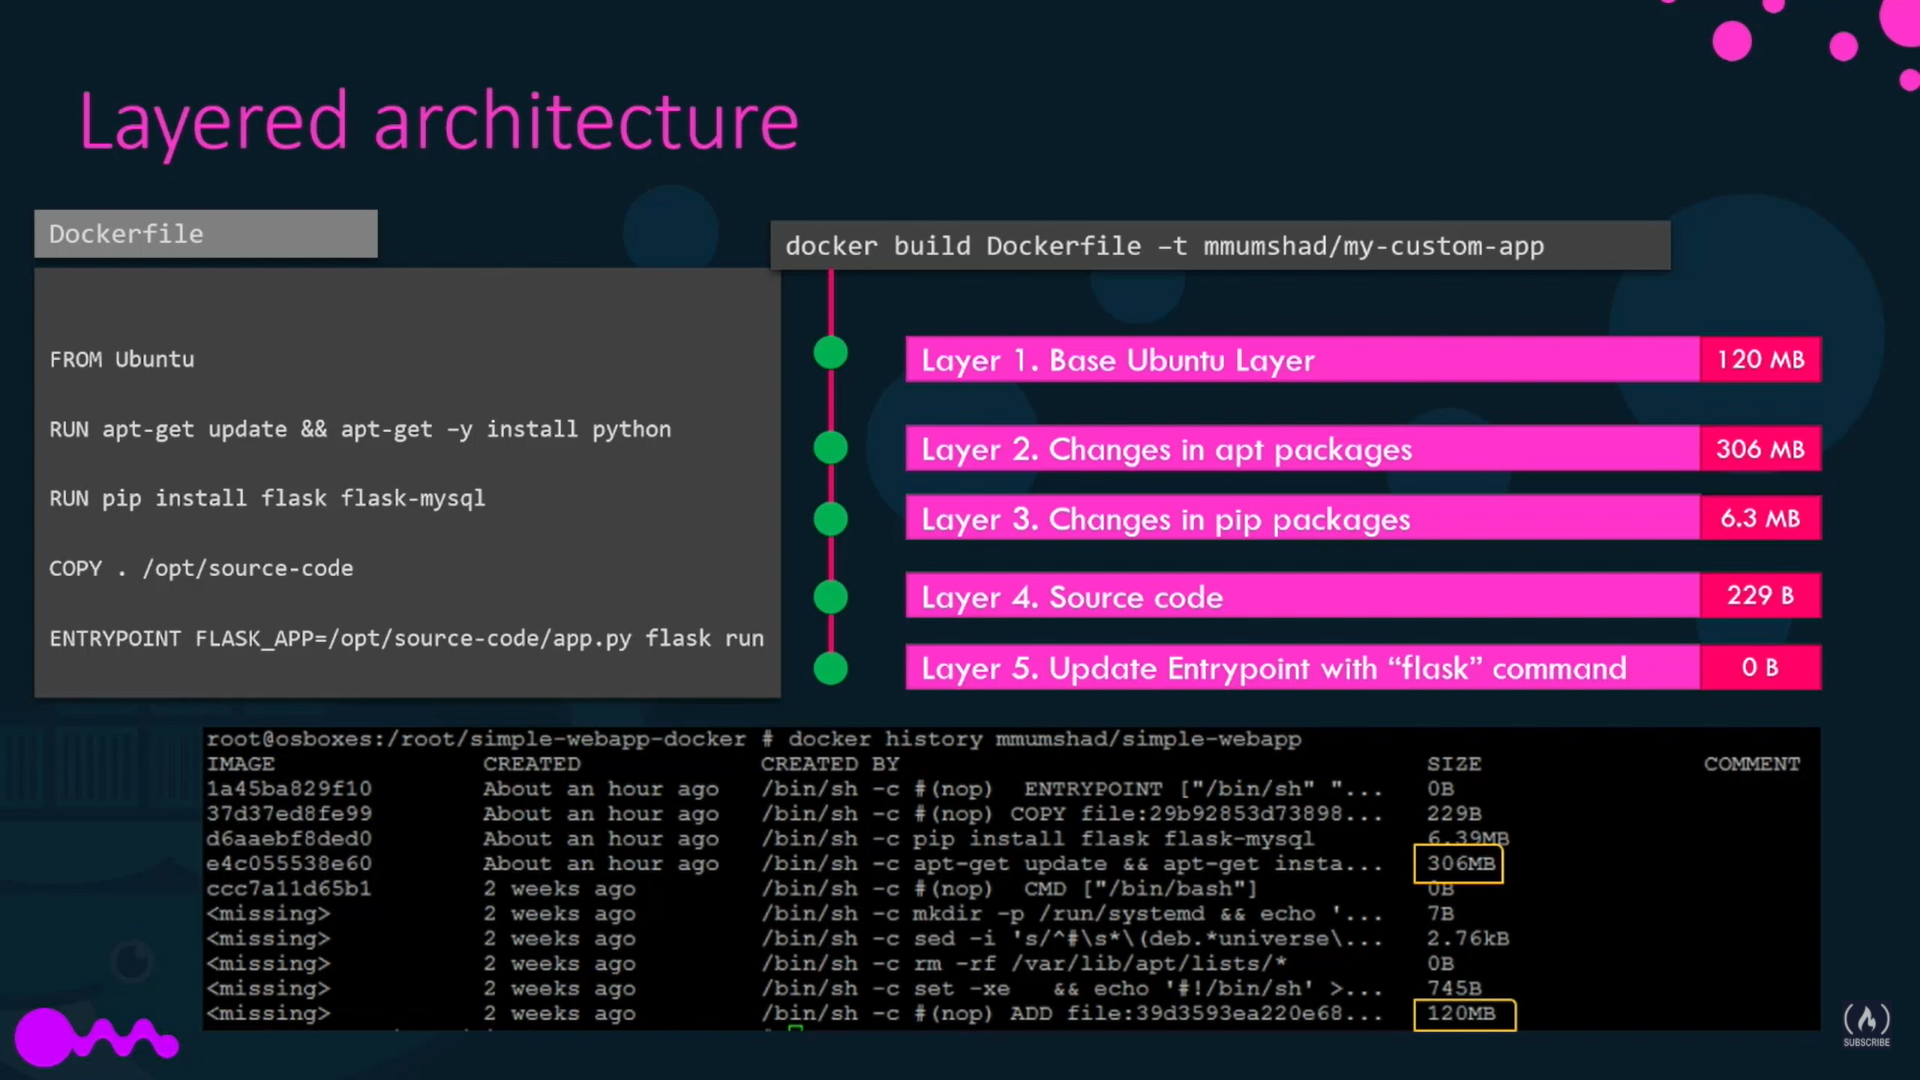 Layered architecture
Dockerfile
docker build Dockerfile –t mmumshad/my-custom-app
FROM Ubuntu
RUN apt-get update && apt-get –y install python
RUN pip install flask flask-mysql
COPY . /opt/source-code
ENTRYPOINT FLASK_APP=/opt/source-code/app.py flask run
Layer 1. Base Ubuntu Layer 120 MB
Layer 2. Changes in apt packages 306 MB
Layer 3. Changes in pip packages 6.3 MB
Layer 4. Source code 229 B
Layer 5. Update Entrypoint with “flask” command 0 B
root@osboxes:/root/simple-webapp-docker # docker history mmumshad/simple-webapp
IMAGE CREATED CREATED BY SIZE COMMENT
1a45ba829f10 About an hour ago /bin/sh -c #(nop) ENTRYPOINT ["/bin/sh" "... 0B
37d37ed8fe99 About an hour ago /bin/sh -c #(nop) COPY file:29b92853d73898... 229B
d6aaebf8ded0 About an hour ago /bin/sh -c pip install flask flask-mysql 6.39MB
e4c055538e60 About an hour ago /bin/sh -c apt-get update && apt-get insta... 306MB
ccc7a11d65b1 2 weeks ago /bin/sh -c #(nop) CMD ["/bin/bash"] 0B
<missing> 2 weeks ago /bin/sh -c mkdir -p /run/systemd && echo '... 7B
<missing> 2 weeks ago /bin/sh -c sed -i 's/^#\s*\(deb.*universe\... 2.76kB
<missing> 2 weeks ago /bin/sh -c rm -rf /var/lib/apt/lists/* 0B
<missing> 2 weeks ago /bin/sh -c set -xe && echo '#!/bin/sh' >... 745B
<missing> 2 weeks ago /bin/sh -c #(nop) ADD file:39d3593ea220e68... 120MB
SUBSCRIBE